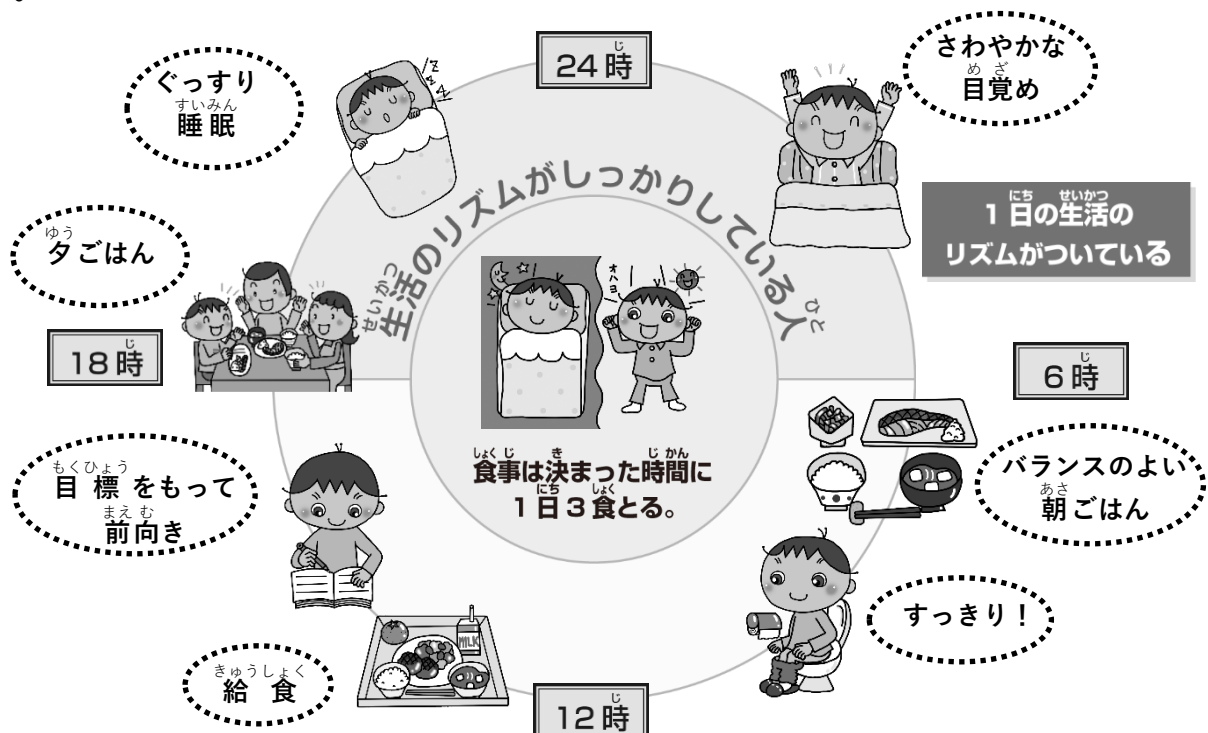 24時
さわやかな
目覚め
1日の生活の
リズムがついている
6時
バランスのよい
朝ごはん
すっきり！
12時
給食
目標をもって
前向き
18時
夕ごはん
ぐっすり
睡眠
生活のリズムがしっかりしている人
オハヨ
食事は決まった時間に
1日3食とる。
MILK
zzz